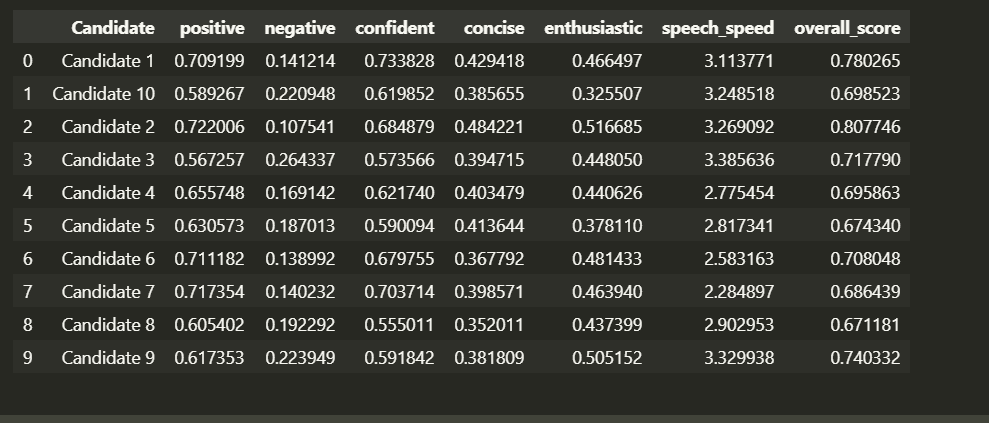 Candidate positive negative confident concise enthusiastic speech_speed overall_score
0 Candidate 1 0.709199 0.141214 0.733828 0.429418 0.466497 3.113771 0.780265
1 Candidate 10 0.589267 0.220948 0.619852 0.385655 0.325507 3.248518 0.698523
2 Candidate 2 0.722006 0.107541 0.684879 0.484221 0.516685 3.269092 0.807746
3 Candidate 3 0.567257 0.264337 0.573566 0.394715 0.448050 3.385636 0.717790
4 Candidate 4 0.655748 0.169142 0.621740 0.403479 0.440626 2.775454 0.695863
5 Candidate 5 0.630573 0.187013 0.590094 0.413644 0.378110 2.817341 0.674340
6 Candidate 6 0.711182 0.138992 0.679755 0.367792 0.481433 2.583163 0.708048
7 Candidate 7 0.717354 0.140232 0.703714 0.398571 0.463940 2.284897 0.686439
8 Candidate 8 0.605402 0.192292 0.555011 0.352011 0.437399 2.902953 0.671181
9 Candidate 9 0.617353 0.223949 0.591842 0.381809 0.505152 3.329938 0.740332